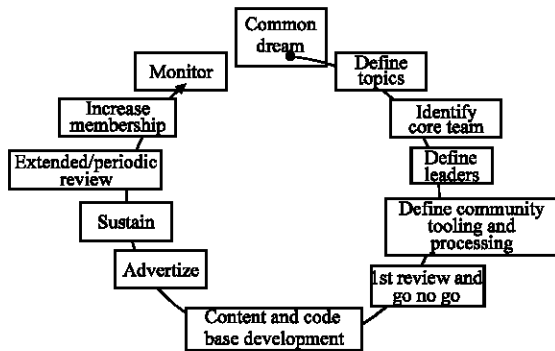 Common
dream
Define
topics
Identify
core team
Define
leaders
Define community
tooling and
processing
1st review and
go no go
Content and code
base development
Advertize
Sustain
Extended/periodic
review
Increase
membership
Monitor